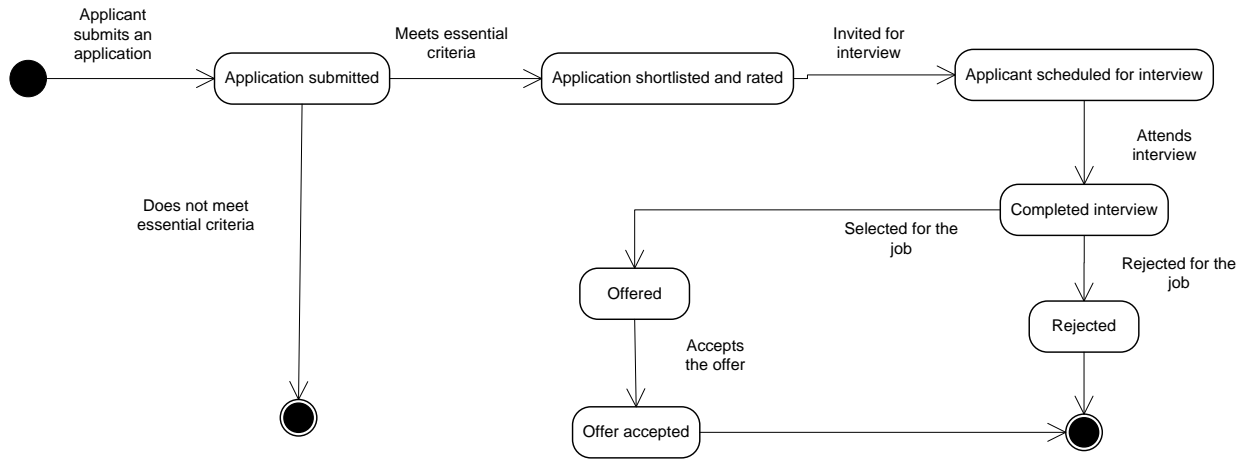 Applicant
submits an
application
Meets essential
criteria
Invited for
interview
Application submitted
Application shortlisted and rated
Applicant scheduled for interview
Attends
interview
Does not meet
essential criteria
Completed interview
Selected for the
job
Rejected for the
job
Offered
Rejected
Accepts
the offer
Offer accepted